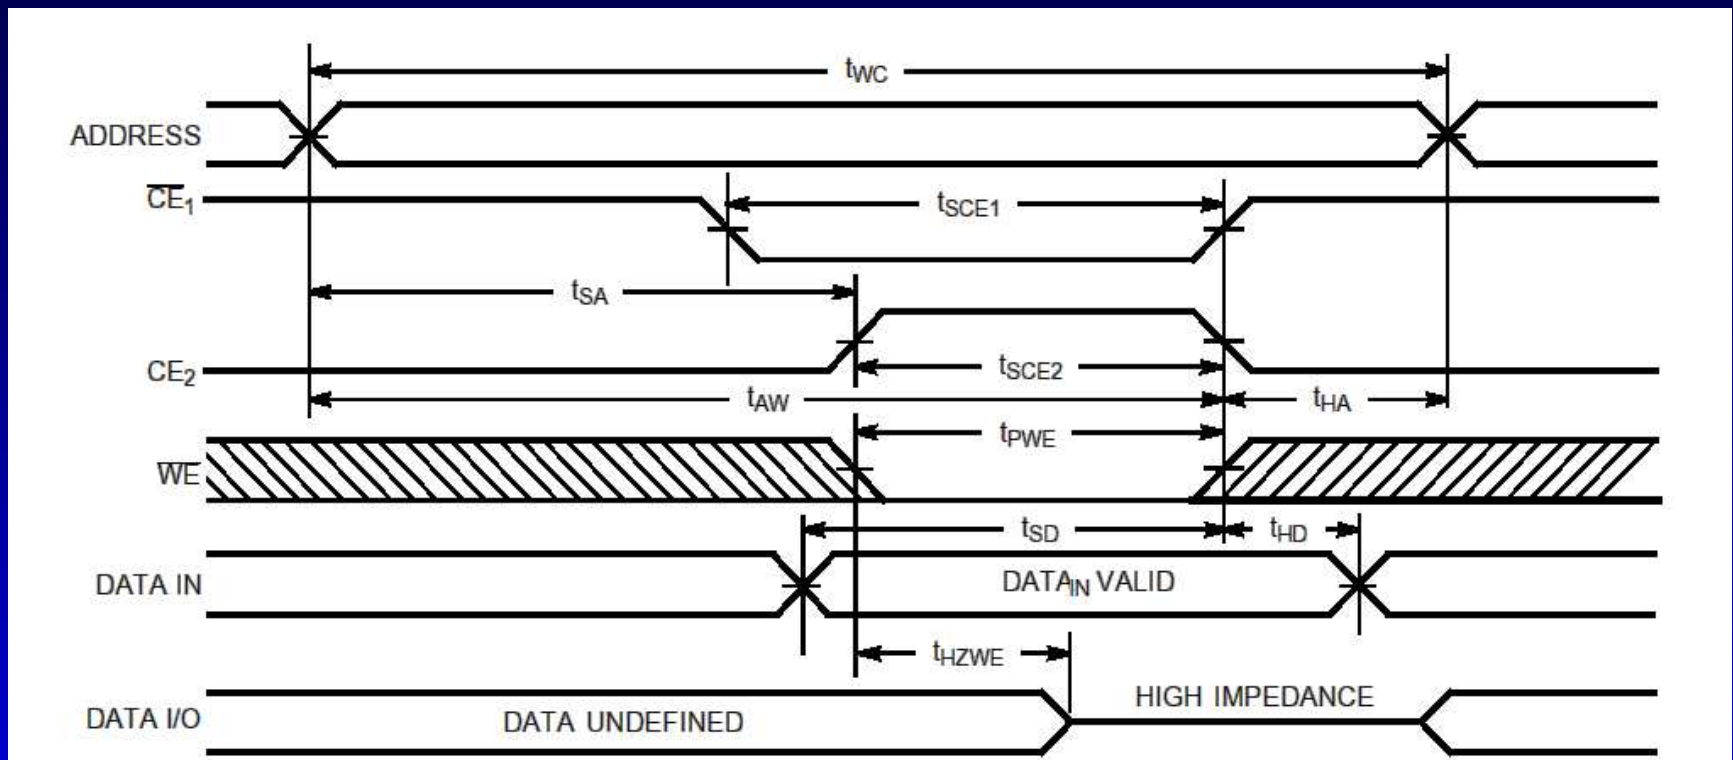 tWC
ADDRESS
CE1
tSCE1
tSA
CE2
tSCE2
tAW
tHA
tPWE
WE
tSD
tHD
DATA IN
DATAIN VALID
tHZWE
DATA I/O
DATA UNDEFINED
HIGH IMPEDANCE